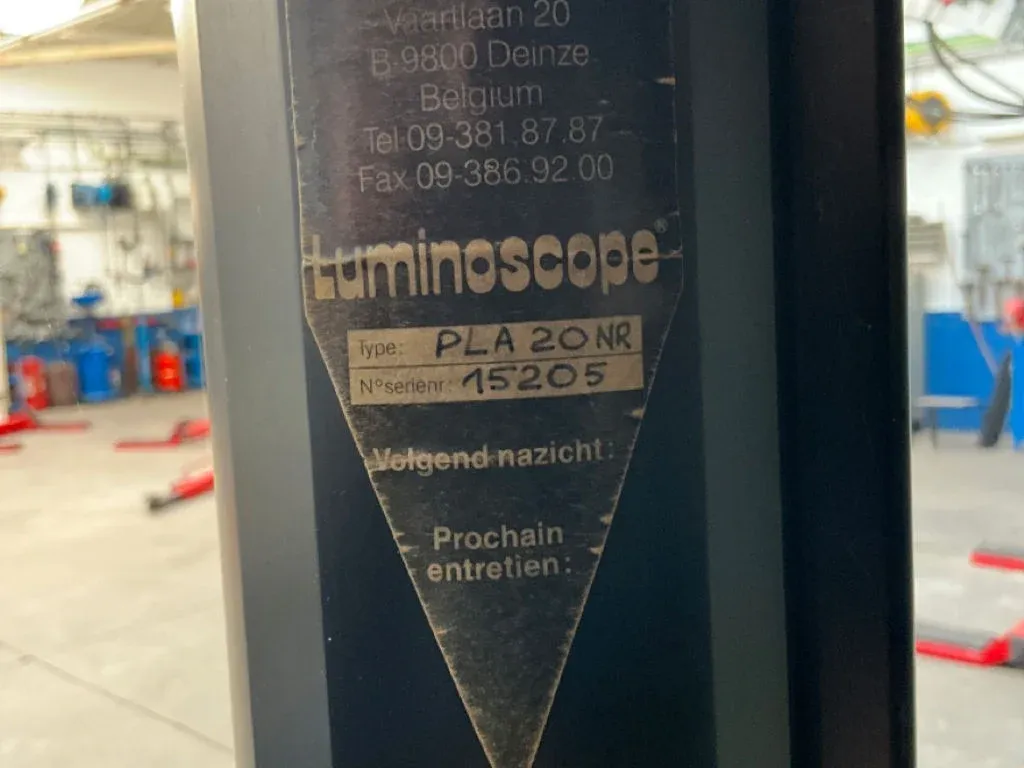 Vaartlaan 20
B-9800 Deinze
Belgium
Tel 09-381.87.87
Fax 09-386.92.00
Luminoscope®
Type: PLA 20 NR
N° serienr.: 15205
Volgend nazicht:
Prochain
entretien: